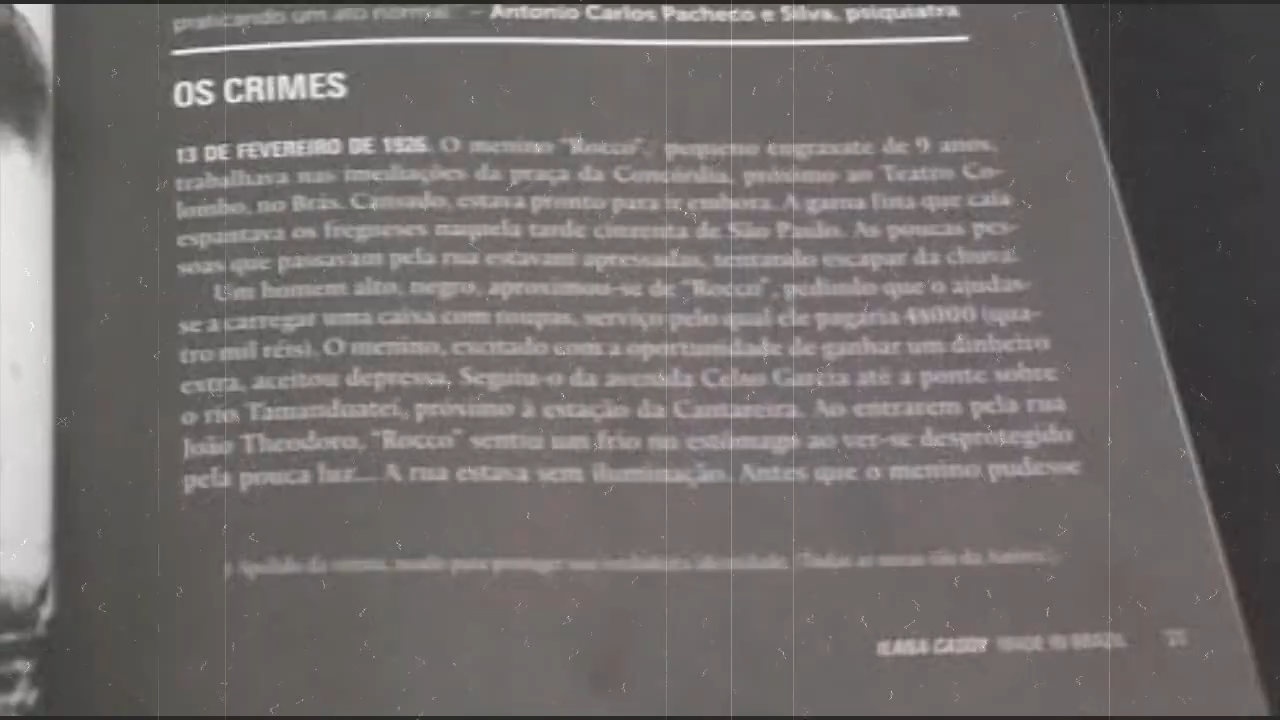 praticando um ato normal." – Antonio Carlos Pacheco e Silva, psiquiatra
OS CRIMES
13 DE FEVEREIRO DE 1926. O menino "Rocco", pequeno engraxate de 9 anos,
trabalhava nas imediações da praça da Concórdia, próximo ao Teatro Co-
lombo, no Brás. Cansado, estava pronto para ir embora. A garoa fina que caía
espantava os fregueses naquela tarde cinzenta de São Paulo. As poucas pes-
soas que passavam pela rua estavam apressadas, tentando escapar da chuva.
Um homem alto, negro, aproximou-se de "Rocco", pedindo que o ajudas-
se a carregar uma caixa com roupas, serviço pelo qual ele pagaria 4$000 (qua-
tro mil réis). O menino, excitado com a oportunidade de ganhar um dinheiro
extra, aceitou depressa. Seguiu-o da avenida Celso Garcia até a ponte sobre
o rio Tamanduateí, próximo à estação da Cantareira. Ao entrarem pela rua
João Theodoro, "Rocco" sentiu um frio no estômago ao ver-se desprotegido
pela pouca luz... A rua estava sem iluminação. Antes que o menino pudesse
ILANA CASOY MADE IN BRAZIL